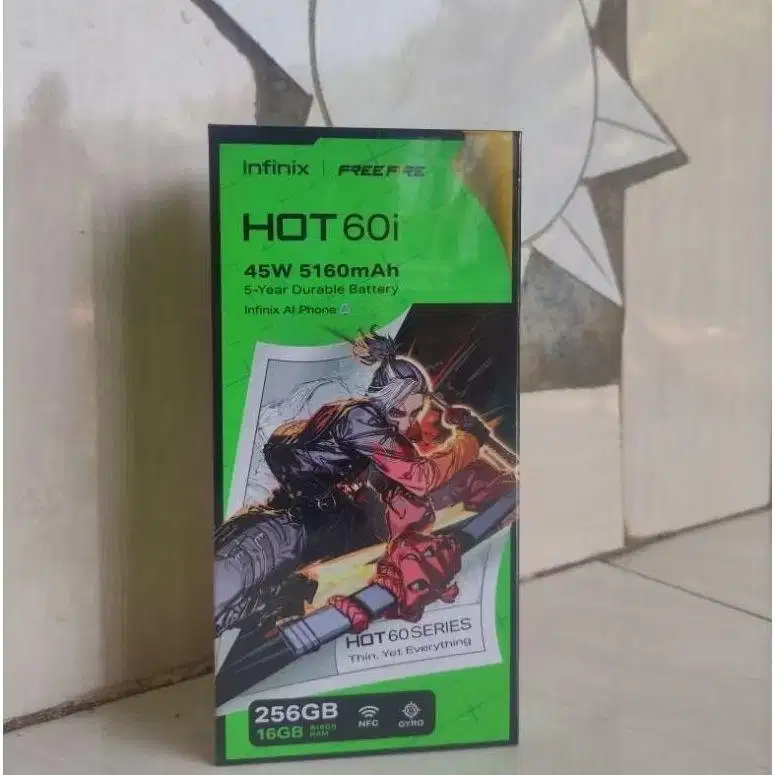 Infinix | FREE FIRE
HOT 60i
45W 5160mAh
5-Year Durable Battery
Infinix AI Phone
HOT 60 SERIES
Thin, Yet Everything
256GB
16GB
RAM
NFC
GYRO